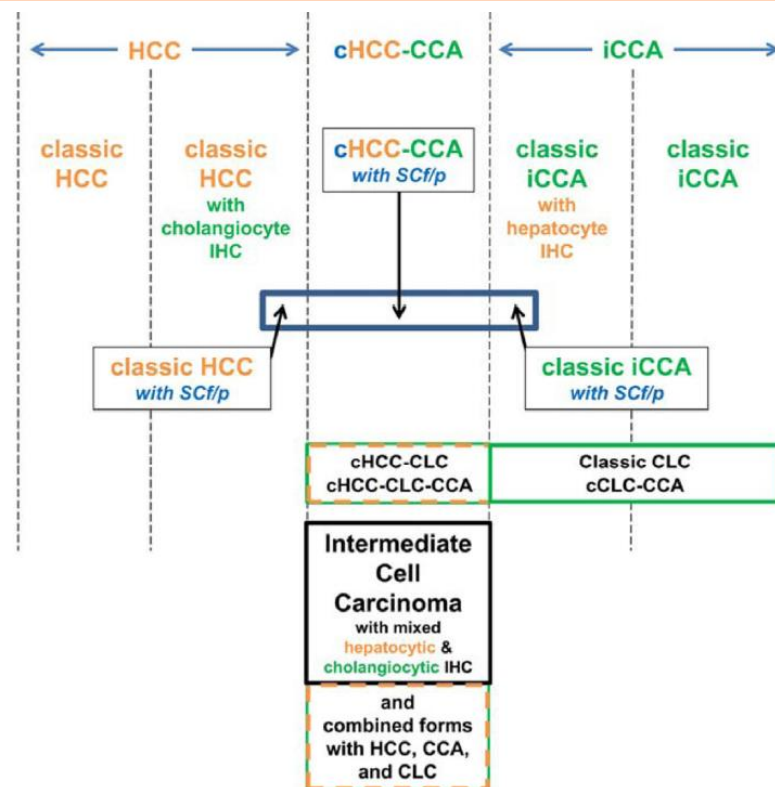 HCC
cHCC-CCA
iCCA
classic
HCC
classic
HCC
with
cholangiocyte
IHC
cHCC-CCA
with SCf/p
classic
iCCA
with
hepatocyte
IHC
classic
iCCA
classic HCC
with SCf/p
classic iCCA
with SCf/p
cHCC-CLC
cHCC-CLC-CCA
Classic CLC
cCLC-CCA
Intermediate
Cell
Carcinoma
with mixed
hepatocytic &
cholangiocytic IHC
and
combined forms
with HCC, CCA,
and CLC